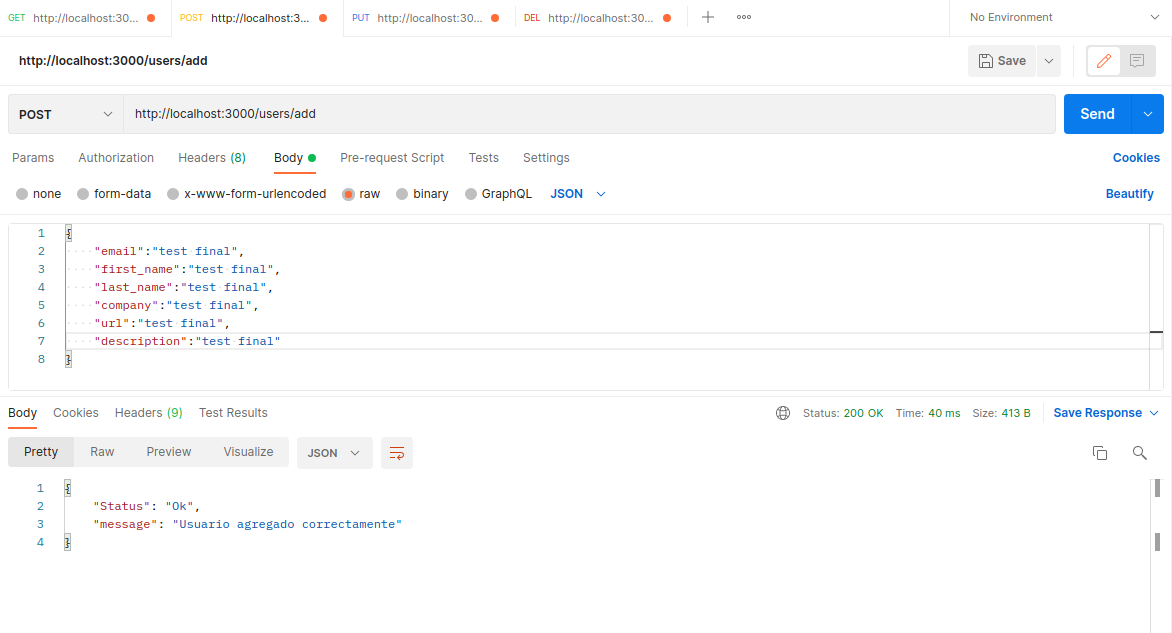 GET http://localhost:30... POST http://localhost:3... PUT http://localhost:30... DEL http://localhost:30... No Environment
http://localhost:3000/users/add Save
POST http://localhost:3000/users/add Send
Params Authorization Headers (8) Body Pre-request Script Tests Settings Cookies
none form-data x-www-form-urlencoded raw binary GraphQL JSON Beautify
1 {
2 ····"email":"test·final",
3 ····"first_name":"test·final",
4 ····"last_name":"test·final",
5 ····"company":"test·final",
6 ····"url":"test·final",
7 ····"description":"test·final"
8 }
Body Cookies Headers (9) Test Results Status: 200 OK Time: 40 ms Size: 413 B Save Response
Pretty Raw Preview Visualize JSON
1 {
2 "Status": "Ok",
3 "message": "Usuario agregado correctamente"
4 }